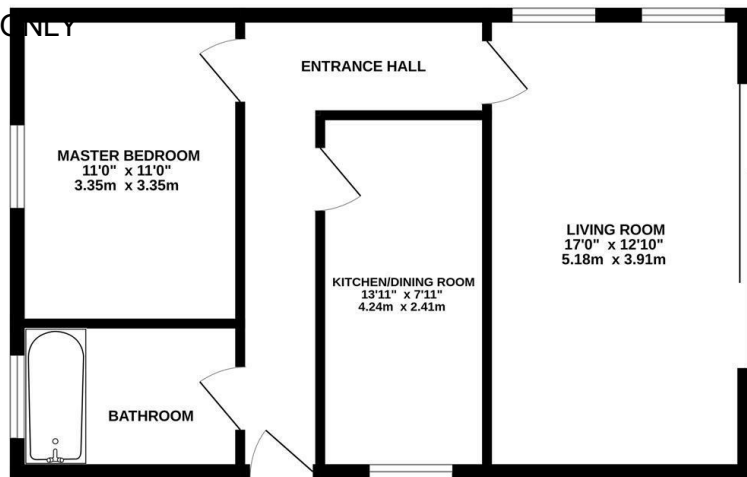 ONLY
ENTRANCE HALL
MASTER BEDROOM
11'0" x 11'0"
3.35m x 3.35m
LIVING ROOM
17'0" x 12'10"
5.18m x 3.91m
KITCHEN/DINING ROOM
13'11" x 7'11"
4.24m x 2.41m
BATHROOM